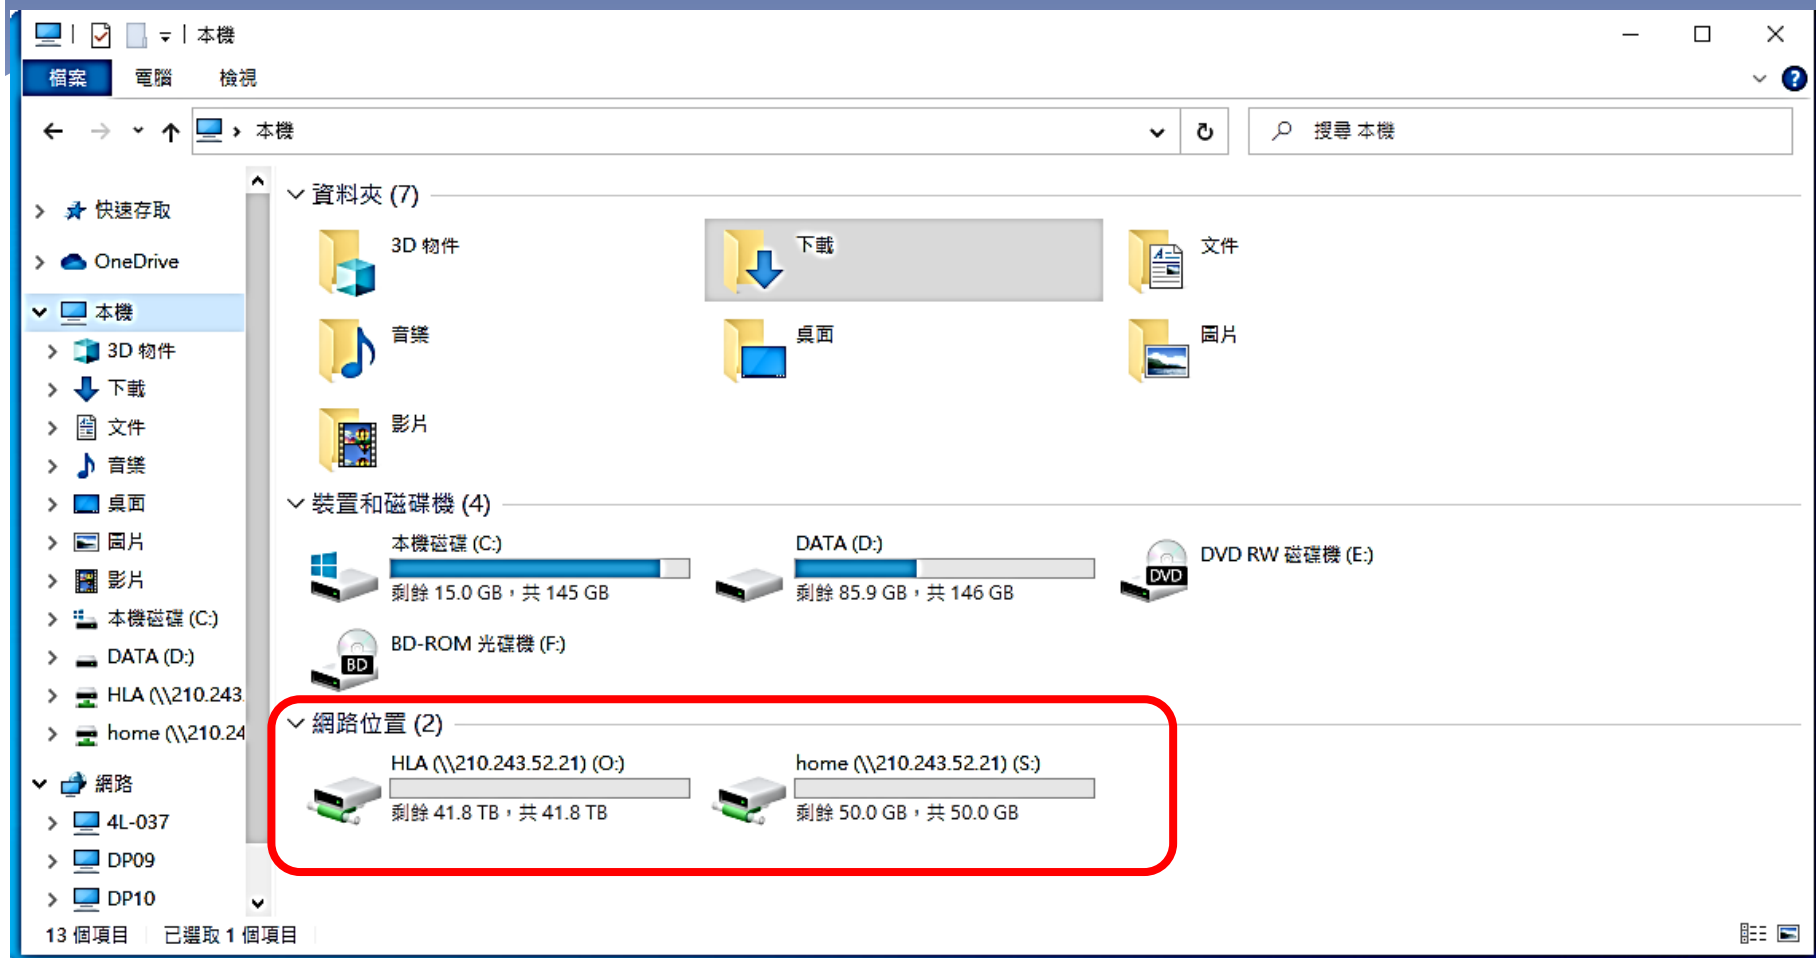 本機
檔案 電腦 檢視
本機
搜尋 本機
快速存取
OneDrive
本機
3D 物件
下載
文件
音樂
桌面
圖片
影片
本機磁碟 (C:)
DATA (D:)
HLA (\\210.243.
home (\\210.24
網路
4L-037
DP09
DP10
資料夾 (7)
3D 物件
下載
文件
音樂
桌面
圖片
影片
裝置和磁碟機 (4)
本機磁碟 (C:)
剩餘 15.0 GB，共 145 GB
DATA (D:)
剩餘 85.9 GB，共 146 GB
DVD
DVD RW 磁碟機 (E:)
BD
BD-ROM 光碟機 (F:)
網路位置 (2)
HLA (\\210.243.52.21) (O:)
剩餘 41.8 TB，共 41.8 TB
home (\\210.243.52.21) (S:)
剩餘 50.0 GB，共 50.0 GB
13 個項目 已選取 1 個項目